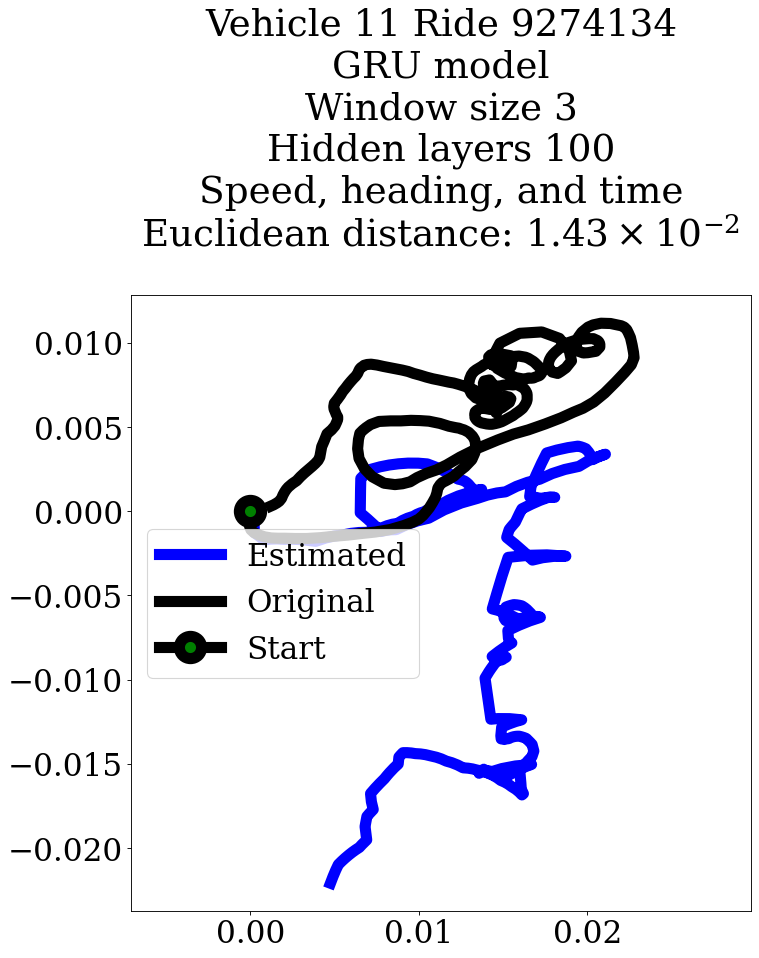 Vehicle 11 Ride 9274134
GRU model
Window size 3
Hidden layers 100
Speed, heading, and time
Euclidean distance: 1.43 × 10⁻²
0.010
0.005
0.000
−0.005
−0.010
−0.015
−0.020
Estimated
Original
Start
0.00 0.01 0.02